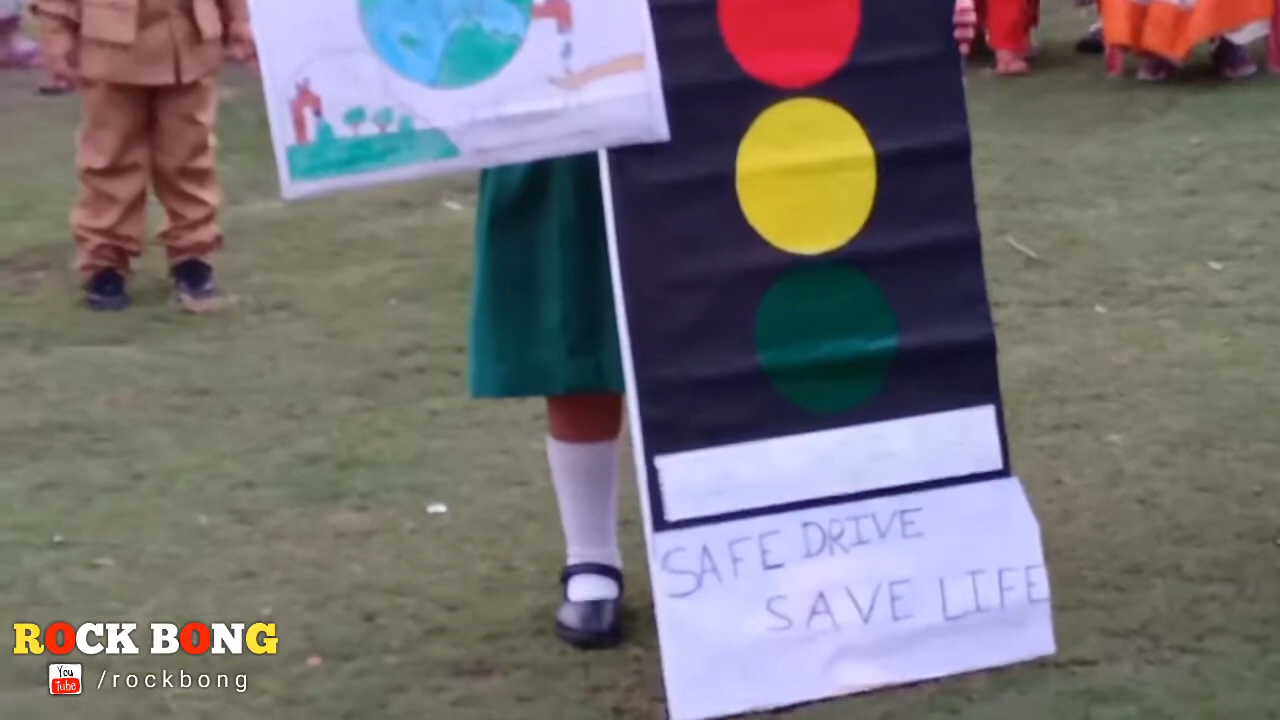 SAFE DRIVE
SAVE LIFE
ROCK BONG
You
Tube
/rockbong